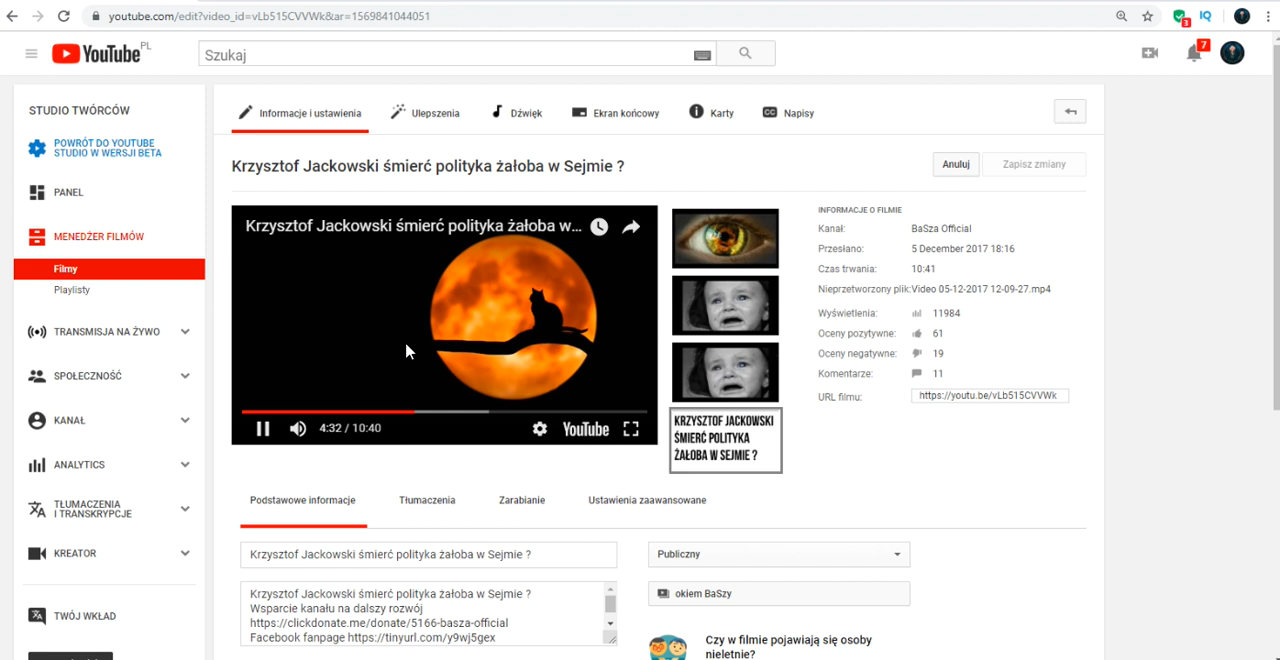 youtube.com/edit?video_id=vLb515CVVWk&ar=1569841044051
3
IQ
YouTube PL
Szukaj
7
STUDIO TWÓRCÓW
POWRÓT DO YOUTUBE
STUDIO W WERSJI BETA
PANEL
MENEDŻER FILMÓW
Filmy
Playlisty
TRANSMISJA NA ŻYWO
SPOŁECZNOŚĆ
KANAŁ
ANALYTICS
TŁUMACZENIA
I TRANSKRYPCJE
KREATOR
TWÓJ WKŁAD
Informacje i ustawienia
Ulepszenia
Dźwięk
Ekran końcowy
Karty
CC Napisy
Krzysztof Jackowski śmierć polityka żałoba w Sejmie ?
Anuluj
Zapisz zmiany
Krzysztof Jackowski śmierć polityka żałoba w...
4:32 / 10:40
YouTube
KRZYSZTOF JACKOWSKI
ŚMIERĆ POLITYKA
ŻAŁOBA W SEJMIE ?
INFORMACJE O FILMIE
Kanał: BaSza Official
Przesłano: 5 December 2017 18:16
Czas trwania: 10:41
Nieprzetworzony plik: Video 05-12-2017 12-09-27.mp4
Wyświetlenia: 11984
Oceny pozytywne: 61
Oceny negatywne: 19
Komentarze: 11
URL filmu: https://youtu.be/vLb515CVVWk
Podstawowe informacje
Tłumaczenia
Zarabianie
Ustawienia zaawansowane
Krzysztof Jackowski śmierć polityka żałoba w Sejmie ?
Krzysztof Jackowski śmierć polityka żałoba w Sejmie ?
Wsparcie kanału na dalszy rozwój
https://clickdonate.me/donate/5166-basza-official
Facebook fanpage https://tinyurl.com/y9wj5gex
Publiczny
okiem BaSzy
Czy w filmie pojawiają się osoby
nieletnie?